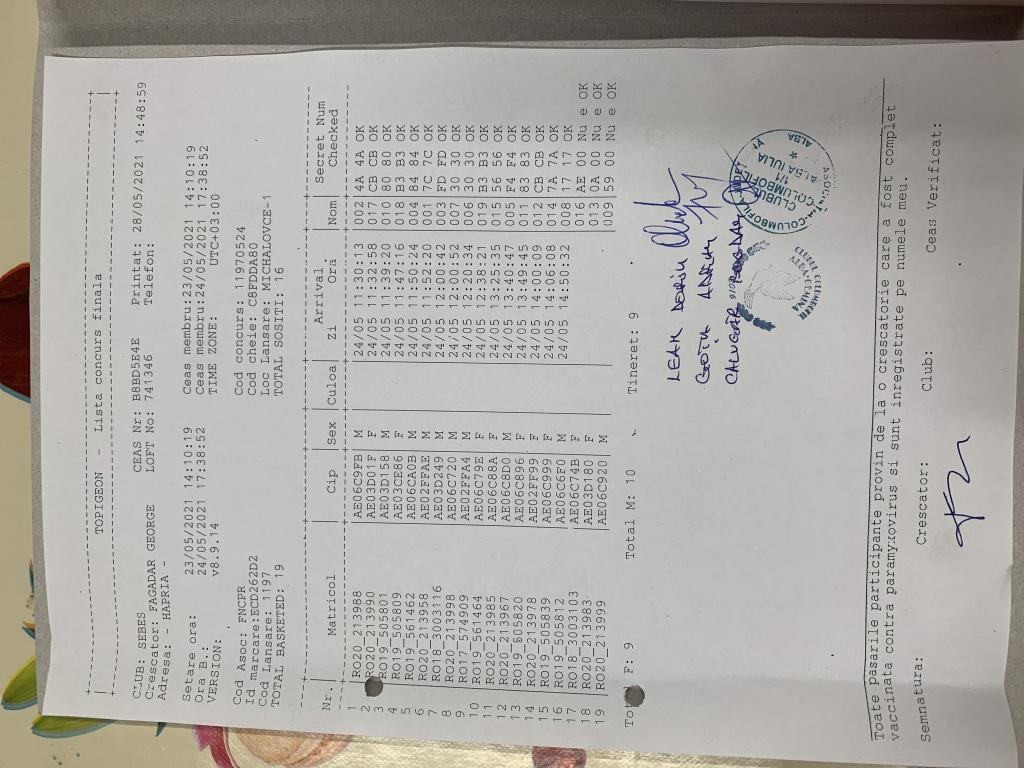 TOPIGEON - Lista concurs finala
CLUB: SEBES CEAS Nr: B8BD5E4E Printat: 28/05/2021 14:48:59
Crescator: FAGADAR GEORGE LOFT No: 741346 Telefon:
Adresa: - HAPRIA -
Setare ora: 23/05/2021 14:10:19 Ceas membru:23/05/2021 14:10:19
Ora B.: 24/05/2021 17:38:52 Ceas membru:24/05/2021 17:38:52
VERSION: v8.9.14 TIME ZONE: UTC+03:00
Cod Asoc: FNCPR Cod concurs: 11970524
Id marcare:ECD262D2 Cod cheie: C8FDDA80
Cod Lansare: 1197 Loc Lansare: MICHALOVCE-1
TOTAL BASKETED: 19 TOTAL SOSITI: 16
Arrival Secret Num
Nr.| Matricol | Cip |Sex |Culoa| Zi Ora |Nom| Checked
1 |RO20_213988 |AE06C9FB| M | |24/05 11:30:13 |002| 4A 4A OK
2 |RO20_213990 |AE03D01F| F | |24/05 11:32:58 |017| CB CB OK
3 |RO19_505801 |AE03D158| M | |24/05 11:39:20 |010| 80 80 OK
4 |RO19_505809 |AE03CE86| F | |24/05 11:47:16 |018| B3 B3 OK
5 |RO19_561462 |AE06CA0B| M | |24/05 11:50:24 |004| 84 84 OK
6 |RO20_213958 |AE02FFAE| M | |24/05 11:52:20 |001| 7C 7C OK
7 |RO18_3003116 |AE03D249| M | |24/05 12:00:42 |003| FD FD OK
8 |RO20_213998 |AE06C720| M | |24/05 12:00:52 |007| 30 30 OK
9 |RO17_574909 |AE02FFA4| M | |24/05 12:20:34 |006| 30 30 OK
10 |RO19_561464 |AE06C79E| F | |24/05 12:38:21 |019| B3 B3 OK
11 |RO20_213985 |AE06C88A| F | |24/05 13:25:35 |015| 56 56 OK
12 |RO20_213967 |AE06C8D0| M | |24/05 13:40:47 |005| F4 F4 OK
13 |RO19_505820 |AE06C896| F | |24/05 13:49:45 |011| 83 83 OK
14 |RO20_213978 |AE02FF99| F | |24/05 14:00:09 |012| CB CB OK
15 |RO19_505839 |AE06C999| F | |24/05 14:06:08 |014| 7A 7A OK
16 |RO19_505812 |AE06C6F0| M | |24/05 14:50:32 |008| 17 17 OK
17 |RO18_3003103 |AE06C74B| F | | |016| AE 00 Nu e OK
18 |RO20_213983 |AE03D180| F | | |013| 0A 00 Nu e OK
19 |RO20_213999 |AE06C920| M | | |009| 59 00 Nu e OK
F: 9 Total M: 10 Tineret: 9
LEAH DORIN
CLUBUL
COLUMBOFIL
1/1
ALBA IULIA
ALBA
Toate pasarile participante provin de la o crescatorie care a fost complet
vaccinata contra paramyxovirus si sunt inregistrate pe numele meu.
Semnatura: Crescator: Club: Ceas Verificat: